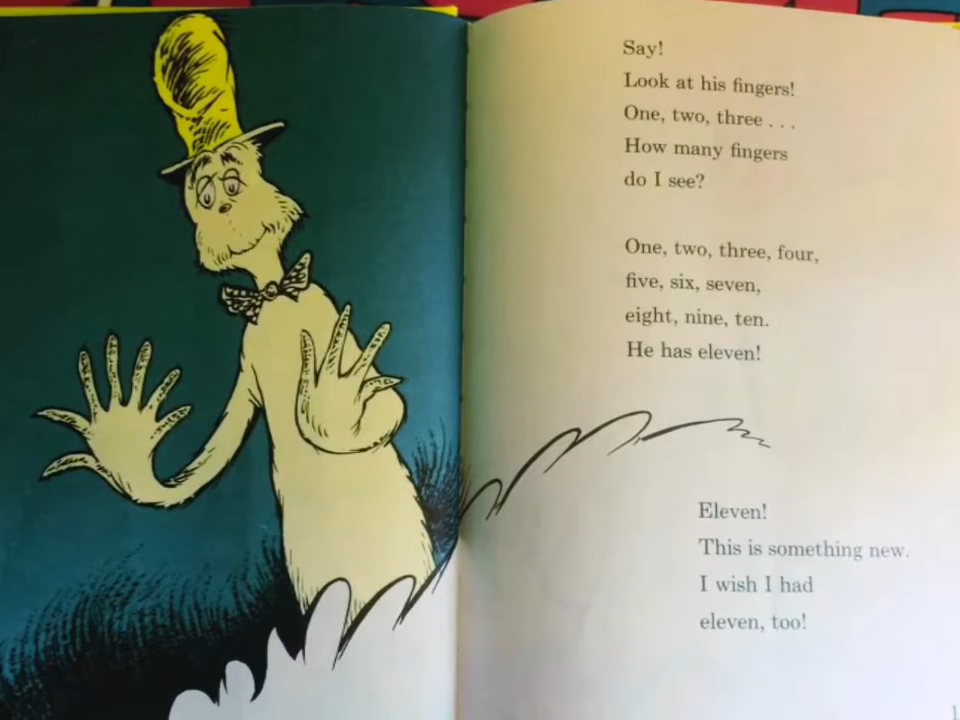 Say!
Look at his fingers!
One, two, three . . .
How many fingers
do I see?
One, two, three, four,
five, six, seven,
eight, nine, ten.
He has eleven!
Eleven!
This is something new.
I wish I had
eleven, too!